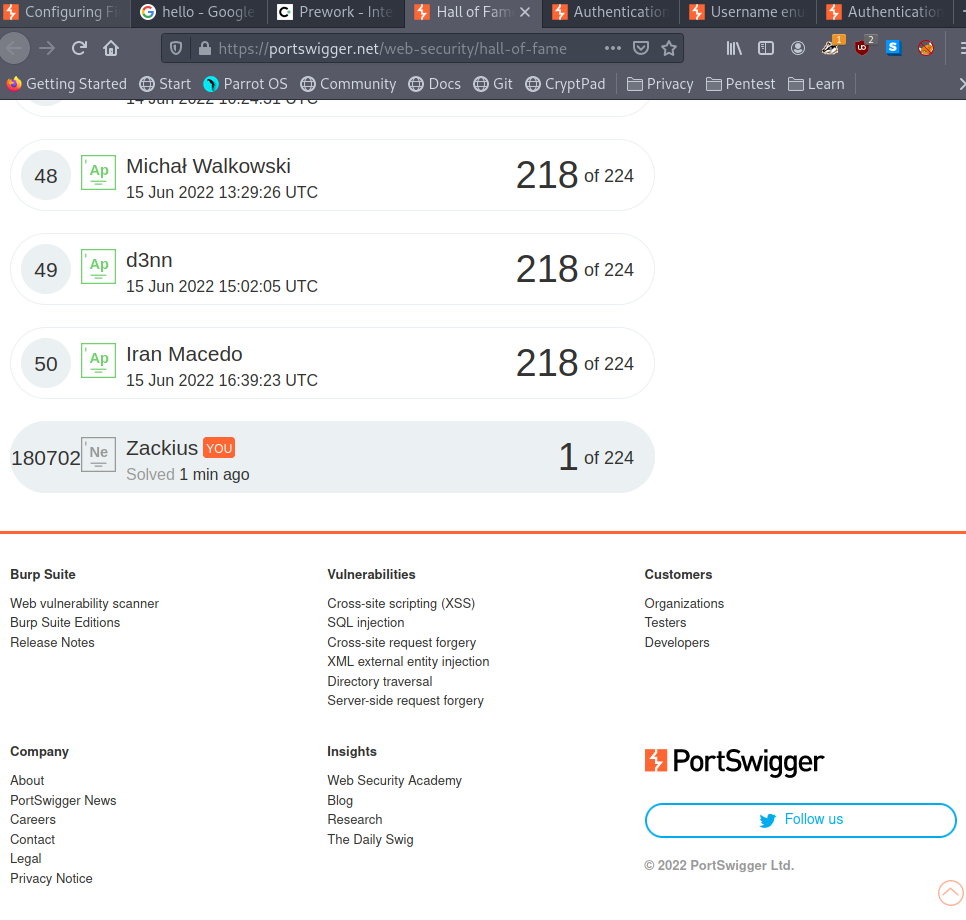 Configuring Fi
hello - Google
Prework - Inte
Hall of Fam
Authentication
Username enu
Authentication
https://portswigger.net/web-security/hall-of-fame
1
2
Getting Started
Start
Parrot OS
Community
Docs
Git
CryptPad
Privacy
Pentest
Learn
14 Jun 2022 16:24:31 UTC
48
Ap
Michał Walkowski
15 Jun 2022 13:29:26 UTC
218 of 224
49
Ap
d3nn
15 Jun 2022 15:02:05 UTC
218 of 224
50
Ap
Iran Macedo
15 Jun 2022 16:39:23 UTC
218 of 224
180702
Ne
Zackius YOU
Solved 1 min ago
1 of 224
Burp Suite
Web vulnerability scanner
Burp Suite Editions
Release Notes
Vulnerabilities
Cross-site scripting (XSS)
SQL injection
Cross-site request forgery
XML external entity injection
Directory traversal
Server-side request forgery
Customers
Organizations
Testers
Developers
Company
About
PortSwigger News
Careers
Contact
Legal
Privacy Notice
Insights
Web Security Academy
Blog
Research
The Daily Swig
PortSwigger
Follow us
© 2022 PortSwigger Ltd.